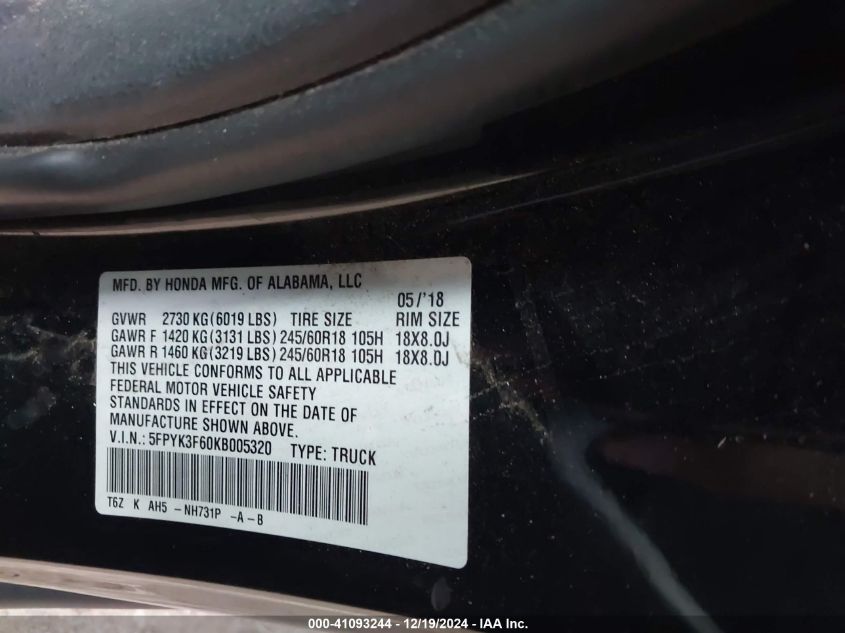 MFD. BY HONDA MFG. OF ALABAMA, LLC
05/'18
GVWR 2730 KG(6019 LBS) TIRE SIZE RIM SIZE
GAWR F 1420 KG(3131 LBS) 245/60R18 105H 18X8.0J
GAWR R 1460 KG(3219 LBS) 245/60R18 105H 18X8.0J
THIS VEHICLE CONFORMS TO ALL APPLICABLE
FEDERAL MOTOR VEHICLE SAFETY
STANDARDS IN EFFECT ON THE DATE OF
MANUFACTURE SHOWN ABOVE.
V.I.N.: 5FPYK3F60KB005320 TYPE: TRUCK
T6Z K AH5 -NH731P -A-B
000-41093244 - 12/19/2024 - IAA Inc.